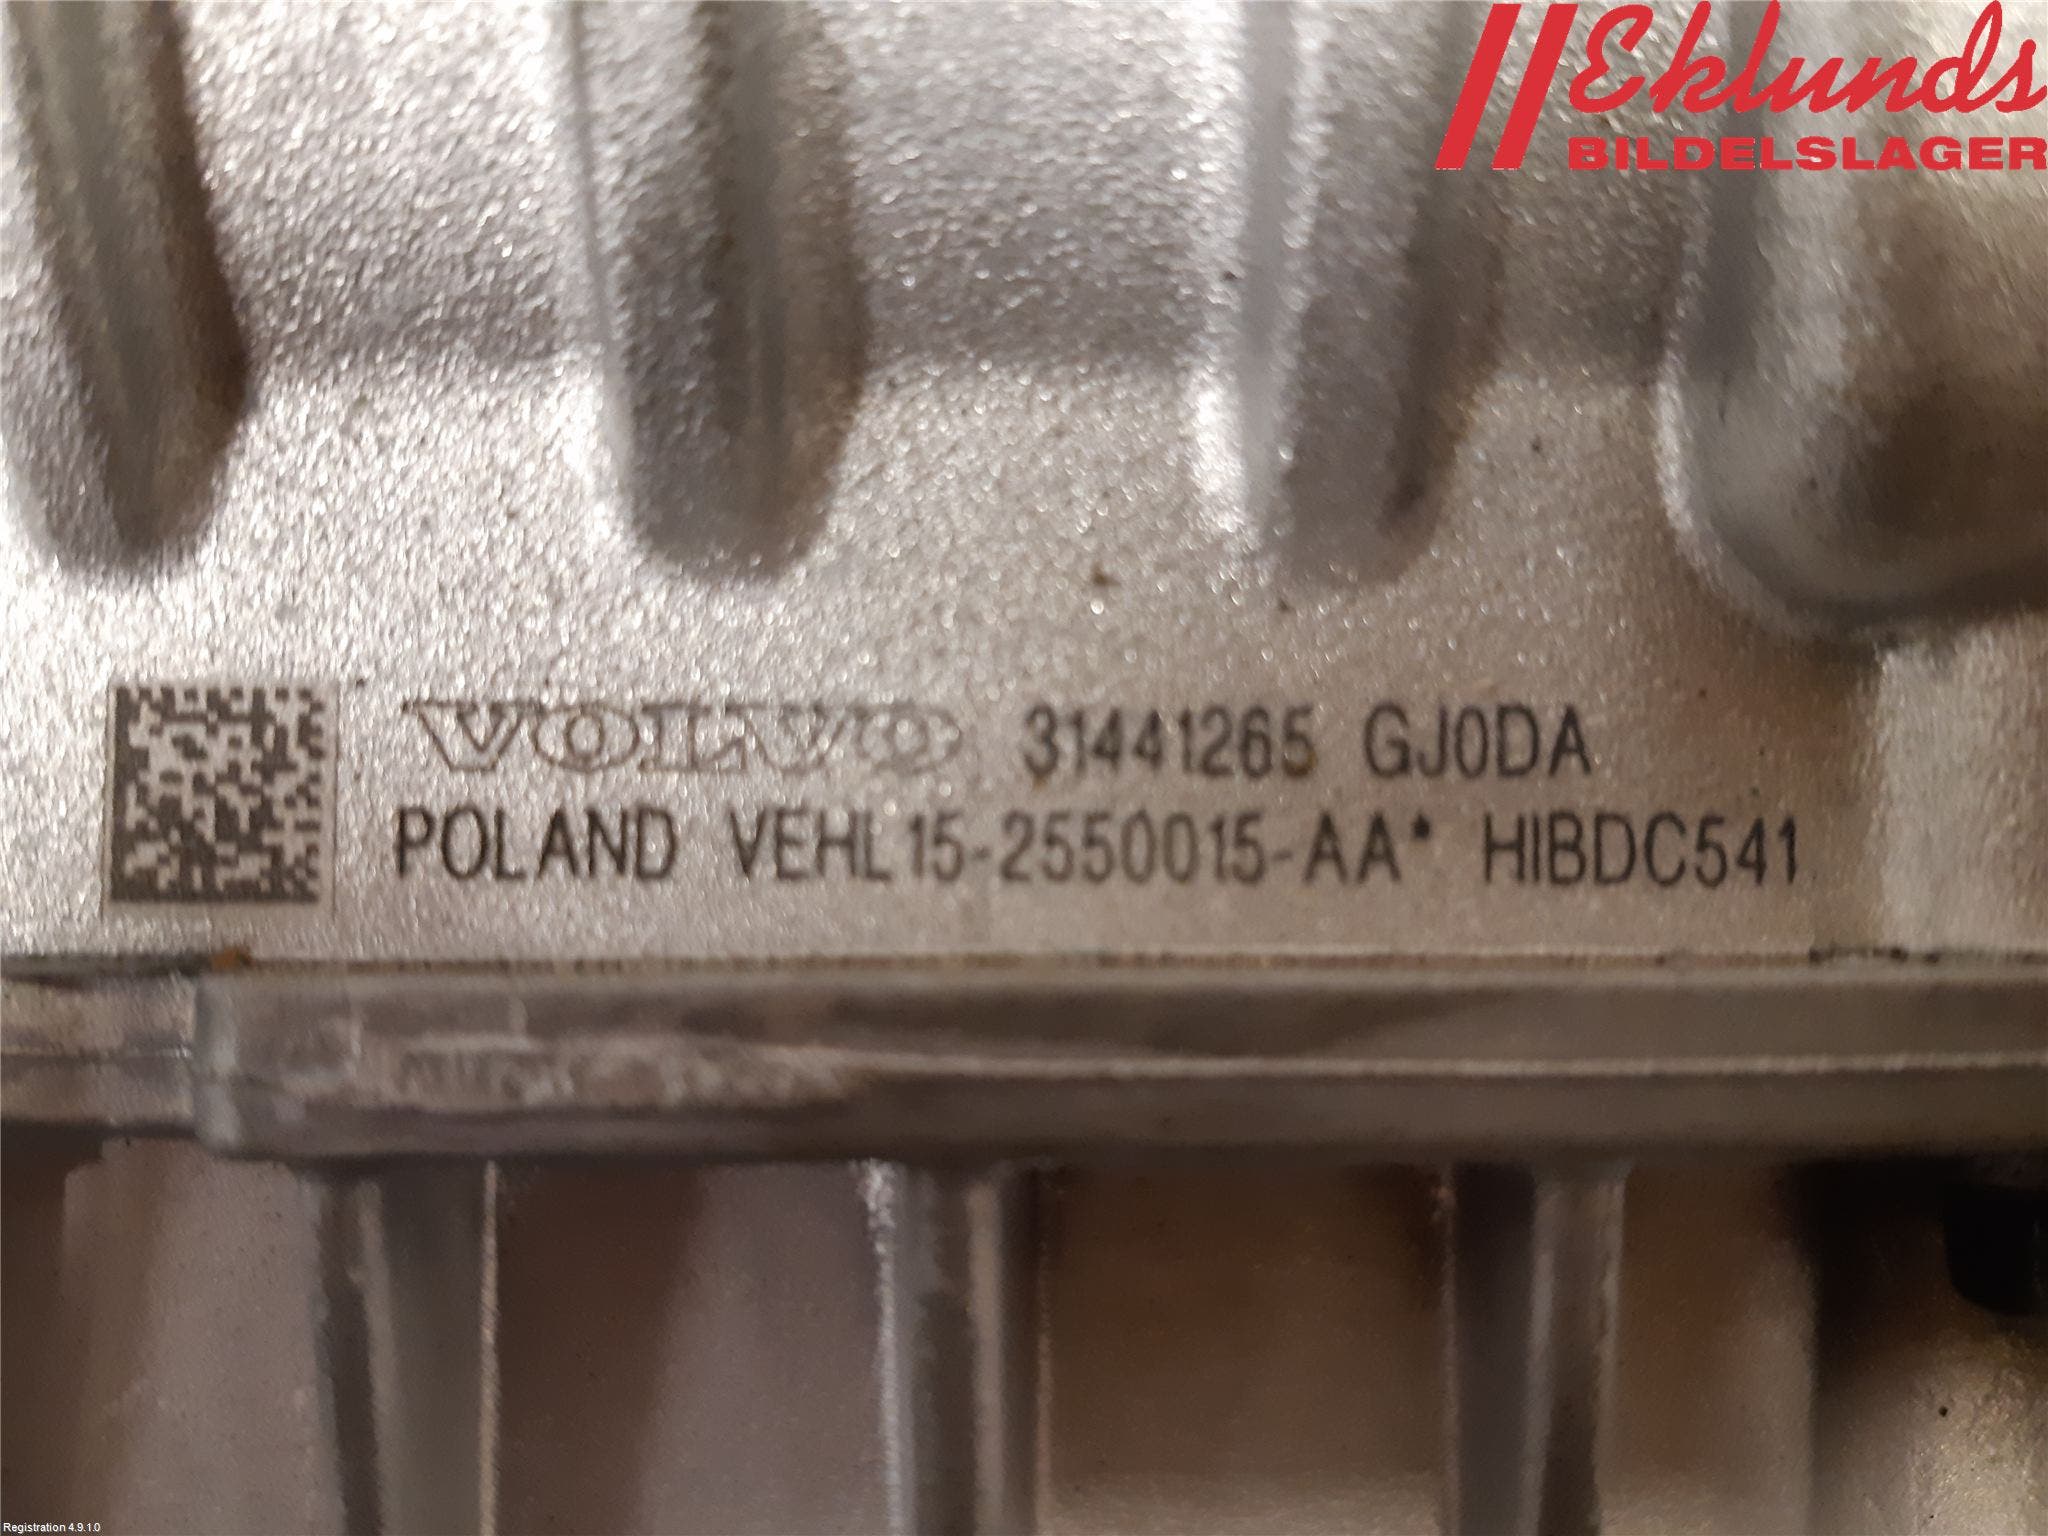 Eklunds
BILDELSLAGER
VOLVO 31441265 GJ0DA
POLAND VEHL15-2550015-AA* HIBDC541
Registration 4.9.1.0